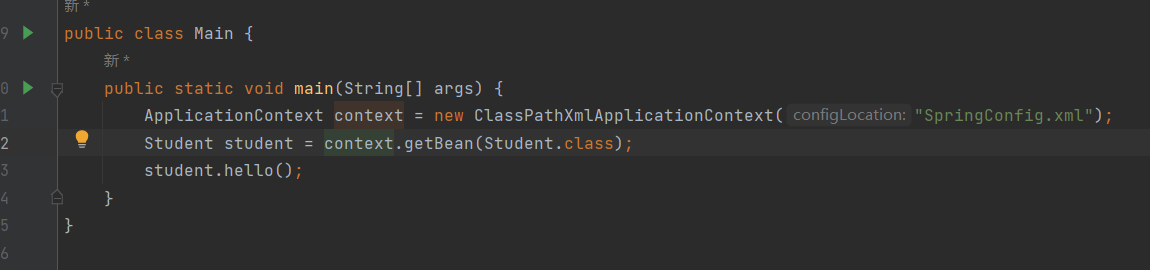 新 *
9 public class Main {
新 *
0 public static void main(String[] args) {
1 ApplicationContext context = new ClassPathXmlApplicationContext( configLocation: "SpringConfig.xml");
2 Student student = context.getBean(Student.class);
3 student.hello();
4 }
5 }
6